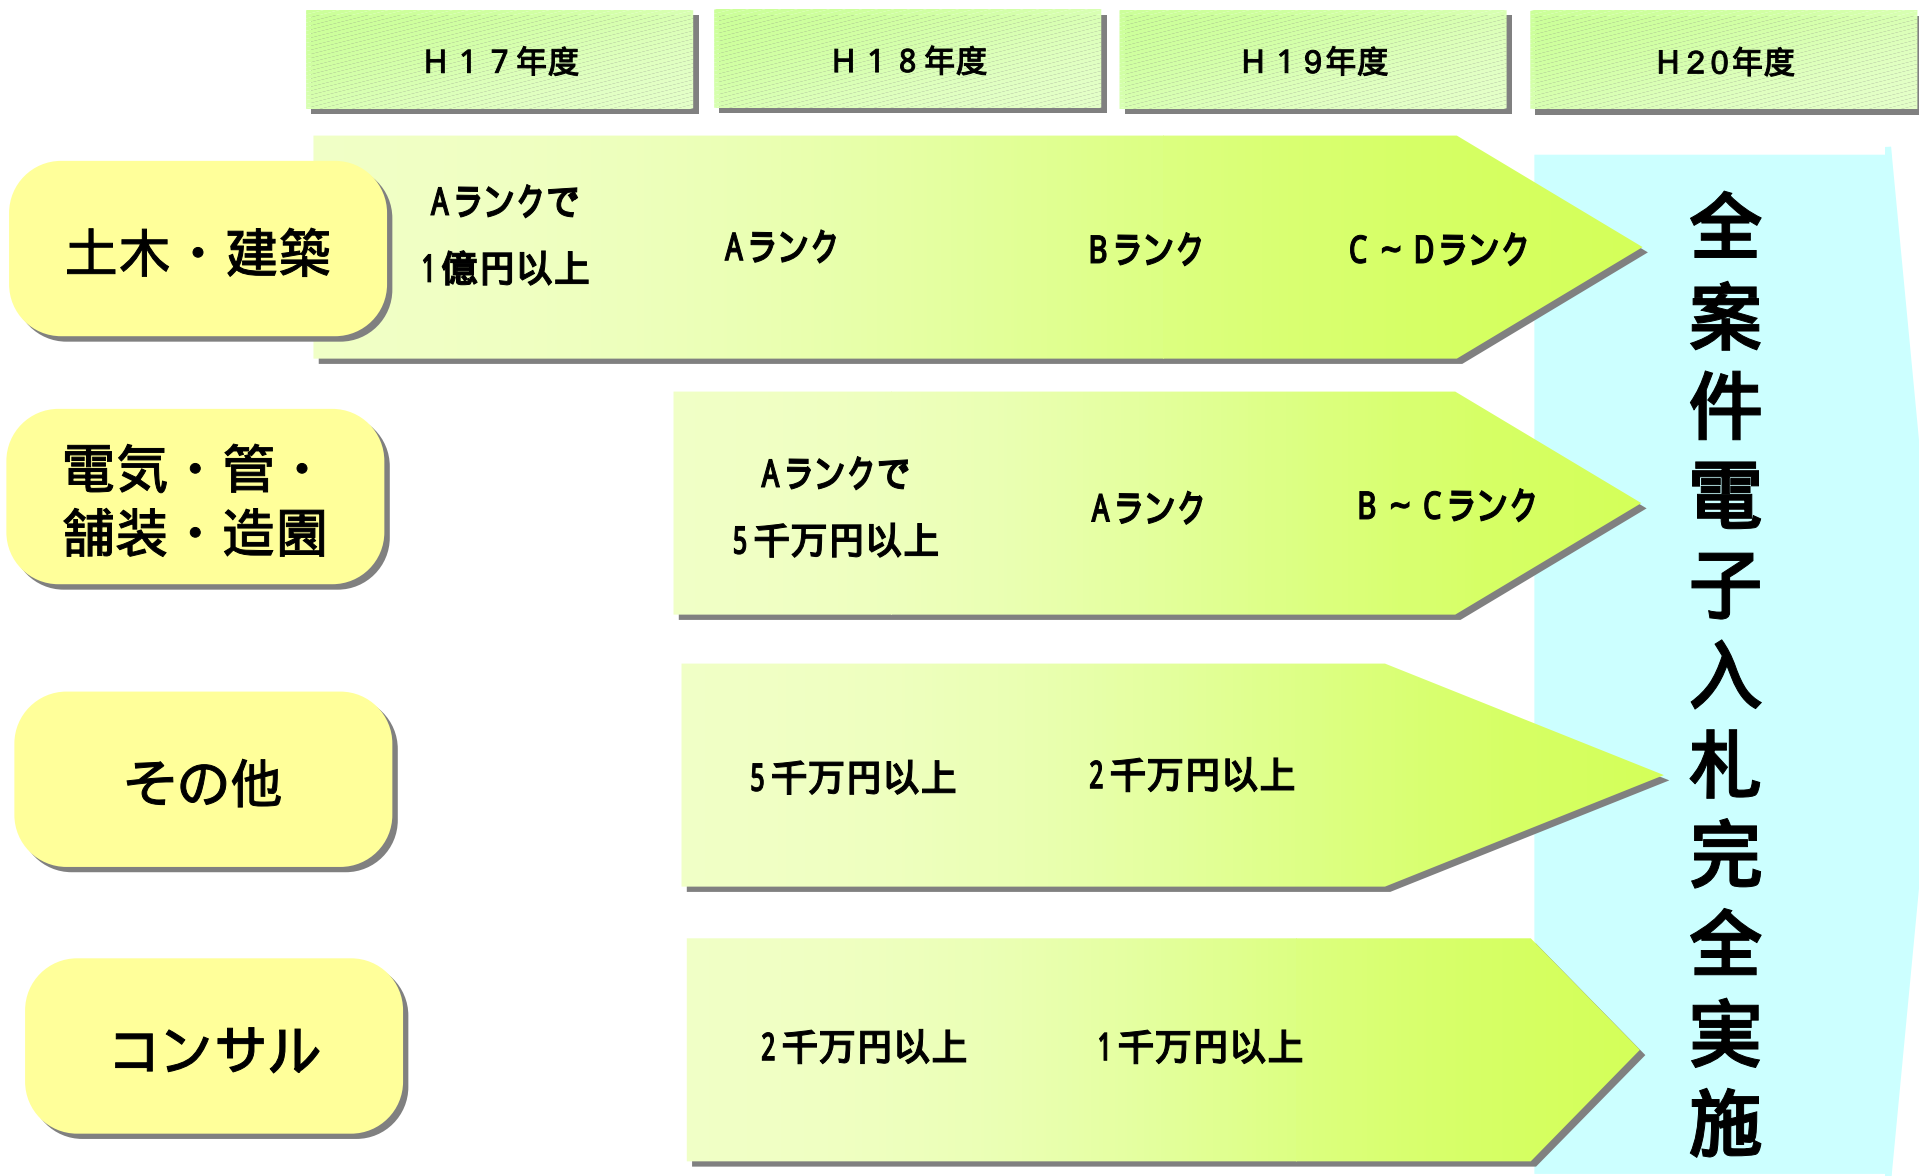 H17年度
H18年度
H19年度
H20年度
土木・建築
Aランクで
1億円以上
Aランク
Bランク
C~Dランク
電気・管・
舗装・造園
Aランクで
5千万円以上
Aランク
B~Cランク
その他
5千万円以上
2千万円以上
コンサル
2千万円以上
1千万円以上
全案件電子入札完全実施